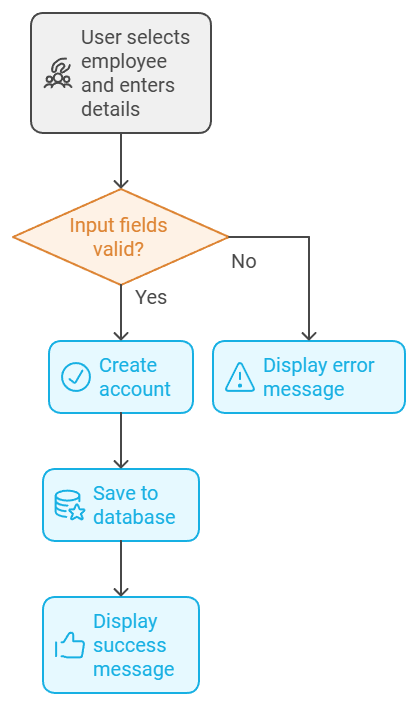 User selects
employee
and enters
details
Input fields
valid?
No
Yes
Create
account
Display error
message
Save to
database
Display
success
message